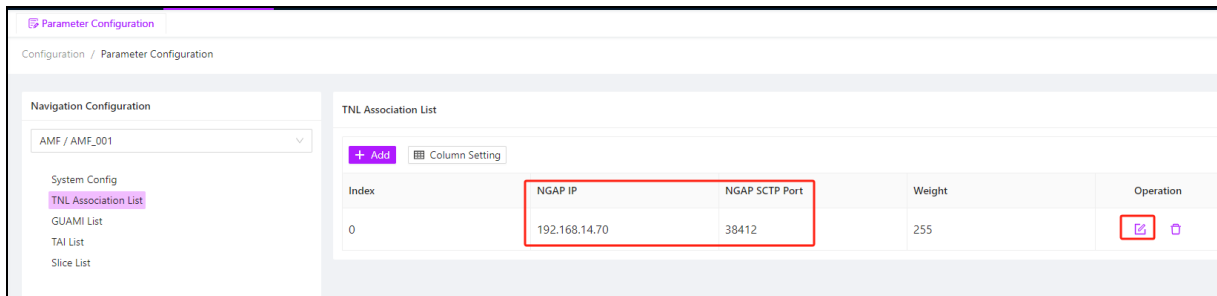 Parameter Configuration
Configuration / Parameter Configuration
Navigation Configuration
AMF / AMF_001
System Config
TNL Association List
GUAMI List
TAI List
Slice List
TNL Association List
+ Add Column Setting
Index NGAP IP NGAP SCTP Port Weight Operation
0 192.168.14.70 38412 255